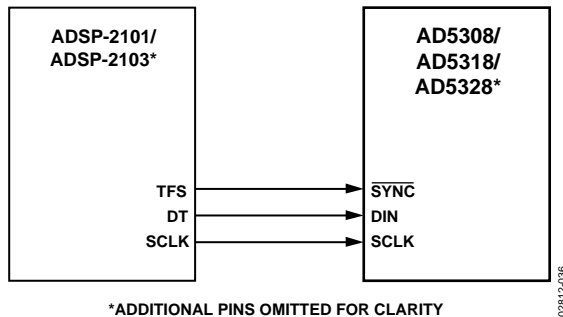 ADSP-2101/
ADSP-2103*
AD5308/
AD5318/
AD5328*
TFS
SYNC
DT
DIN
SCLK
SCLK
*ADDITIONAL PINS OMITTED FOR CLARITY
02812-036